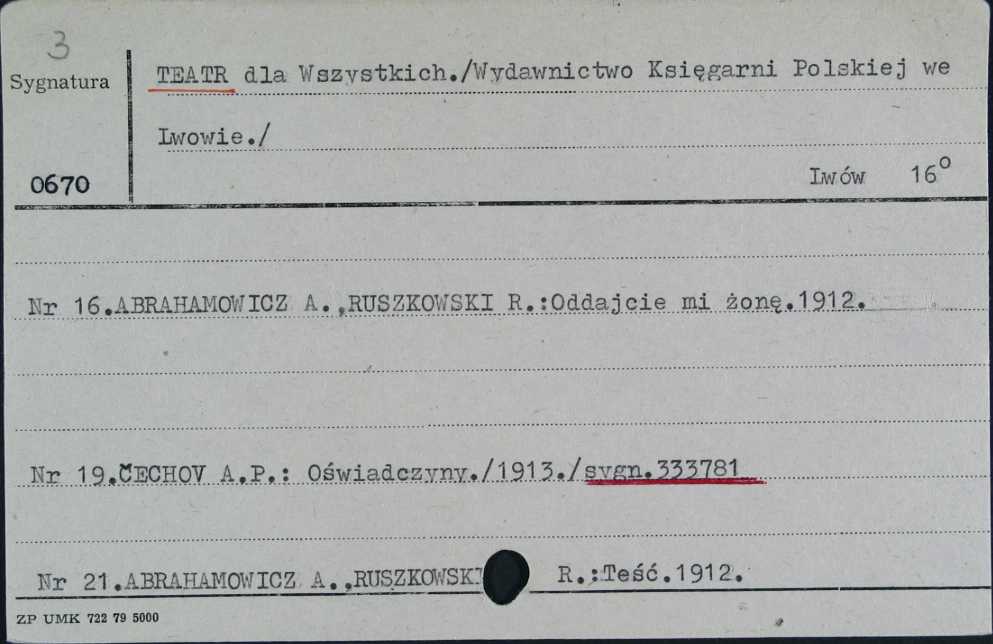 3
Sygnatura
TEATR dla Wszystkich./Wydawnictwo Księgarni Polskiej we
Lwowie./
0670
Lwów 16°
Nr 16.ABRAHAMOWICZ A.,RUSZKOWSKI R.:Oddajcie mi żonę.1912.
Nr 19.ČECHOV A.P.: Oświadczyny./1913./sygn.333781
Nr 21.ABRAHAMOWICZ A.,RUSZKOWSKI R.:Teść.1912.
ZP UMK 722 79 5000